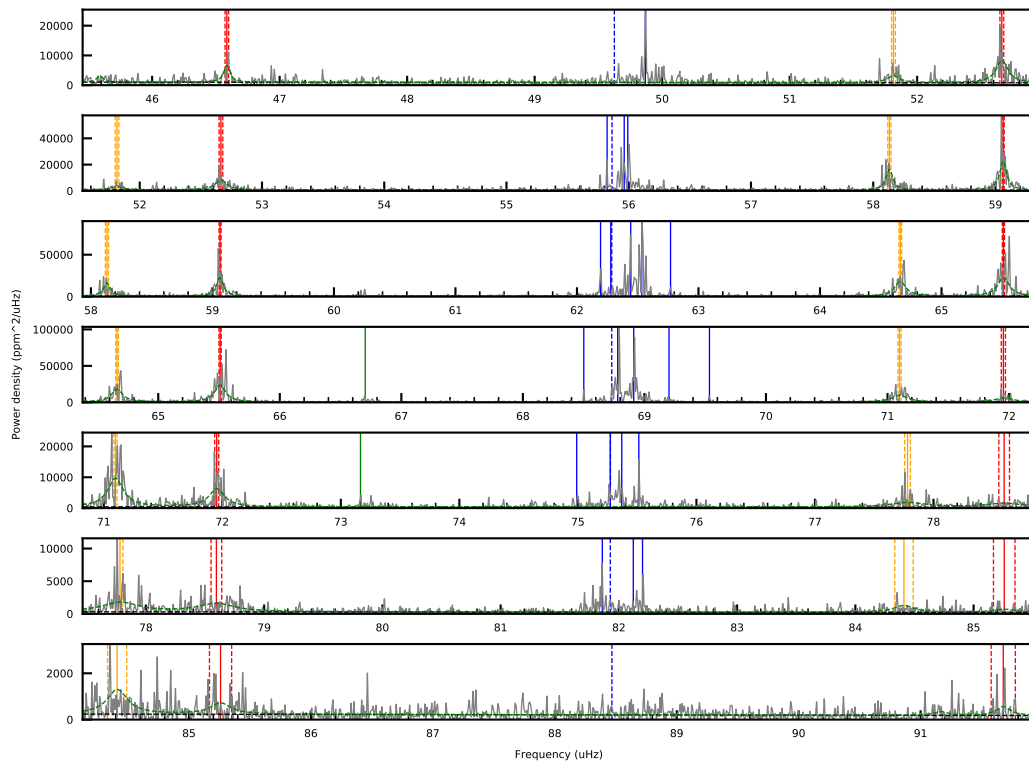 20000
10000
0
46 47 48 49 50 51 52
40000
20000
0
52 53 54 55 56 57 58 59
50000
0
58 59 60 61 62 63 64 65
100000
50000
0
65 66 67 68 69 70 71 72
Power density (ppm^2/uHz)
20000
10000
0
71 72 73 74 75 76 77 78
10000
5000
0
78 79 80 81 82 83 84 85
2000
0
85 86 87 88 89 90 91
Frequency (uHz)